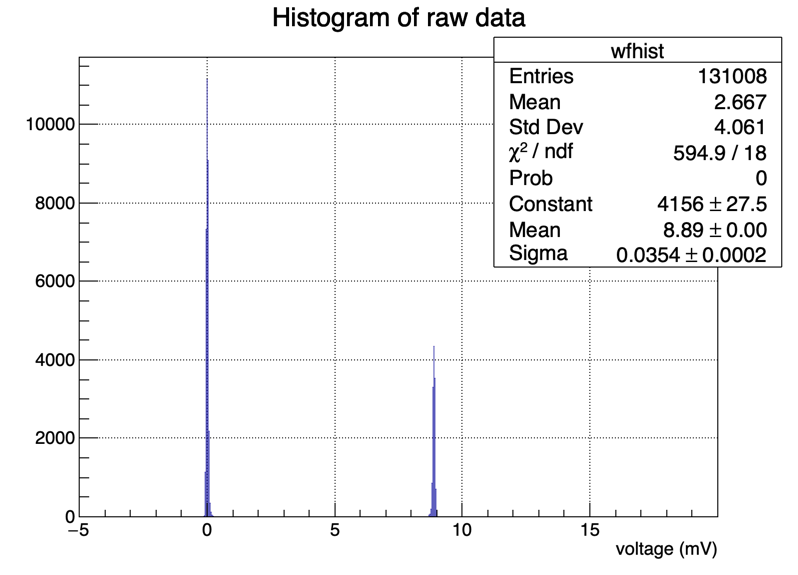 Histogram of raw data
wfhist
Entries 131008
Mean 2.667
Std Dev 4.061
χ² / ndf 594.9 / 18
Prob 0
Constant 4156 ± 27.5
Mean 8.89 ± 0.00
Sigma 0.0354 ± 0.0002
10000
8000
6000
4000
2000
0
−5 0 5 10 15
voltage (mV)